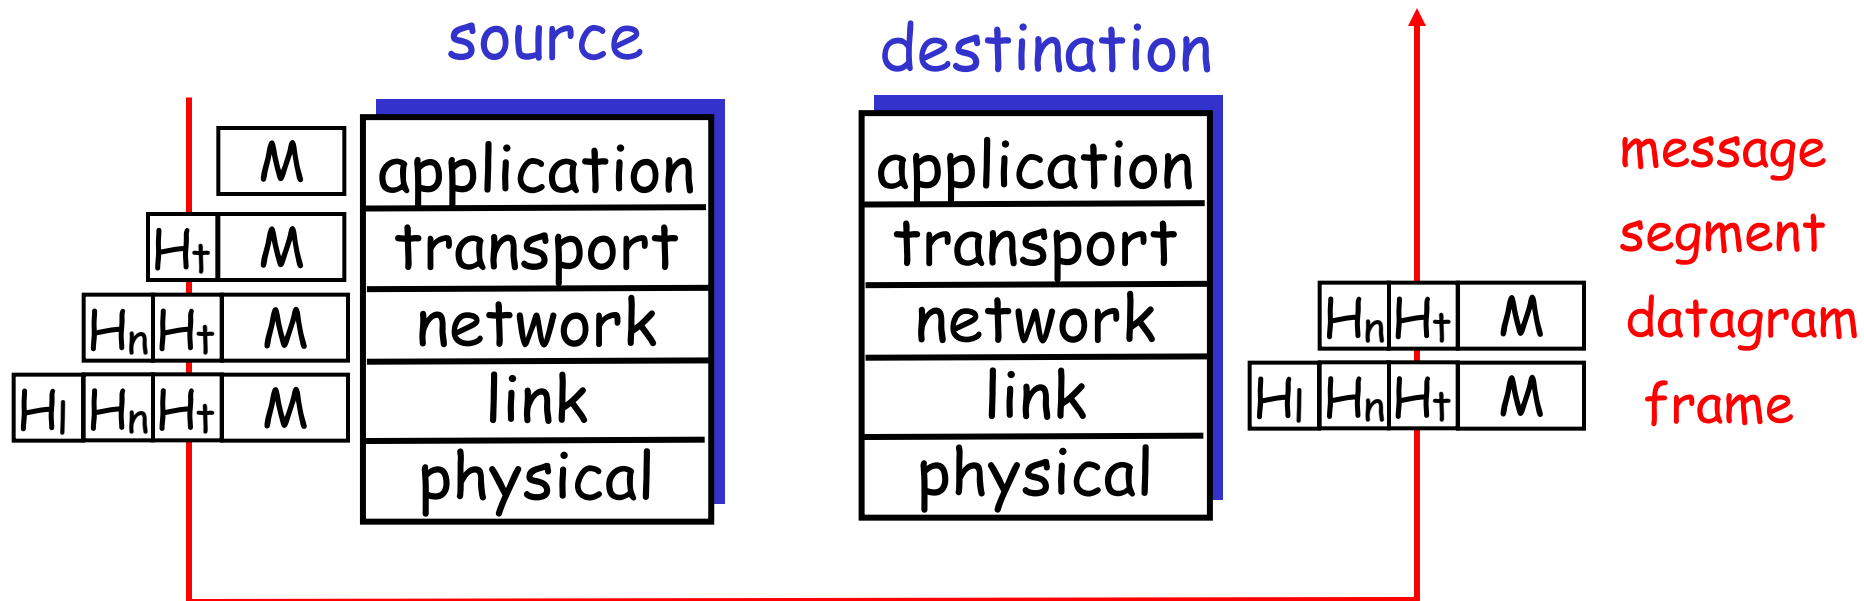 source
destination
M
application
application
message
Ht M
transport
transport
segment
Hn Ht M
network
network
Hn Ht M
datagram
Hl Hn Ht M
link
link
Hl Hn Ht M
frame
physical
physical